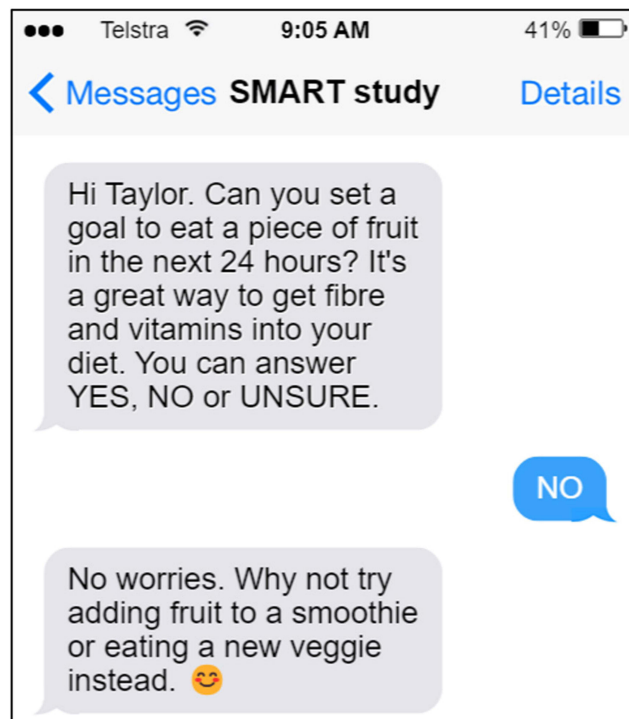 Telstra 9:05 AM 41%
Messages SMART study Details
Hi Taylor. Can you set a
goal to eat a piece of fruit
in the next 24 hours? It's
a great way to get fibre
and vitamins into your
diet. You can answer
YES, NO or UNSURE.
NO
No worries. Why not try
adding fruit to a smoothie
or eating a new veggie
instead. 😊